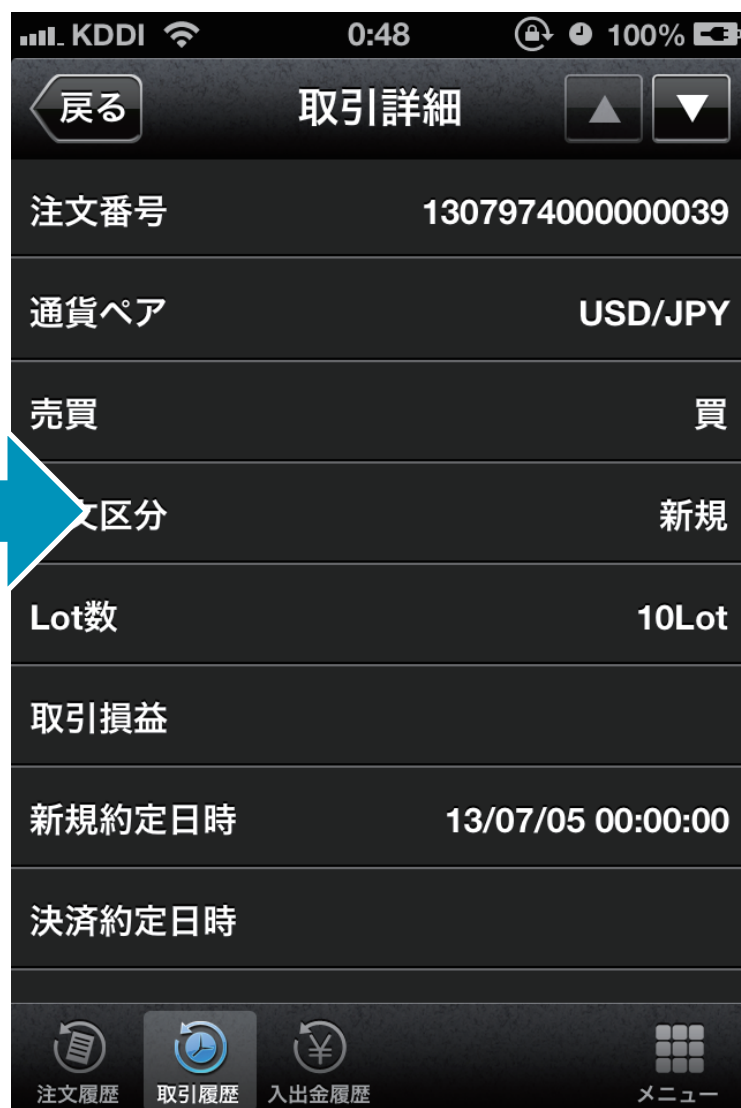 KDDI 0:48 100%
戻る 取引詳細
注文番号 1307974000000039
通貨ペア USD/JPY
売買 買
文区分 新規
Lot数 10Lot
取引損益
新規約定日時 13/07/05 00:00:00
決済約定日時
注文履歴 取引履歴 入出金履歴 メニュー